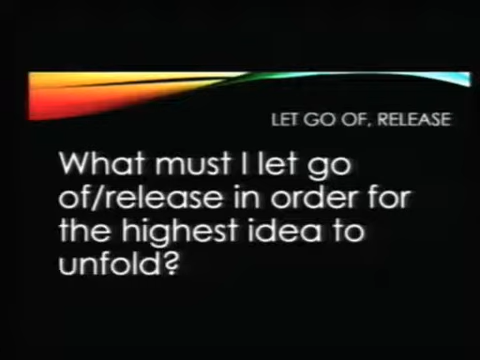 LET GO OF, RELEASE
What must I let go
of/release in order for
the highest idea to
unfold?